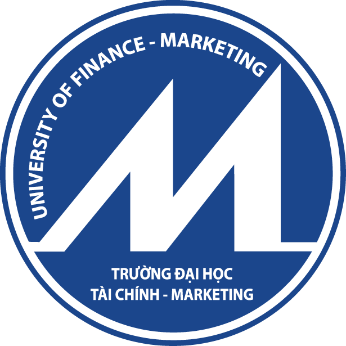 UNIVERSITY OF FINANCE - MARKETING
TRƯỜNG ĐẠI HỌC
TÀI CHÍNH - MARKETING